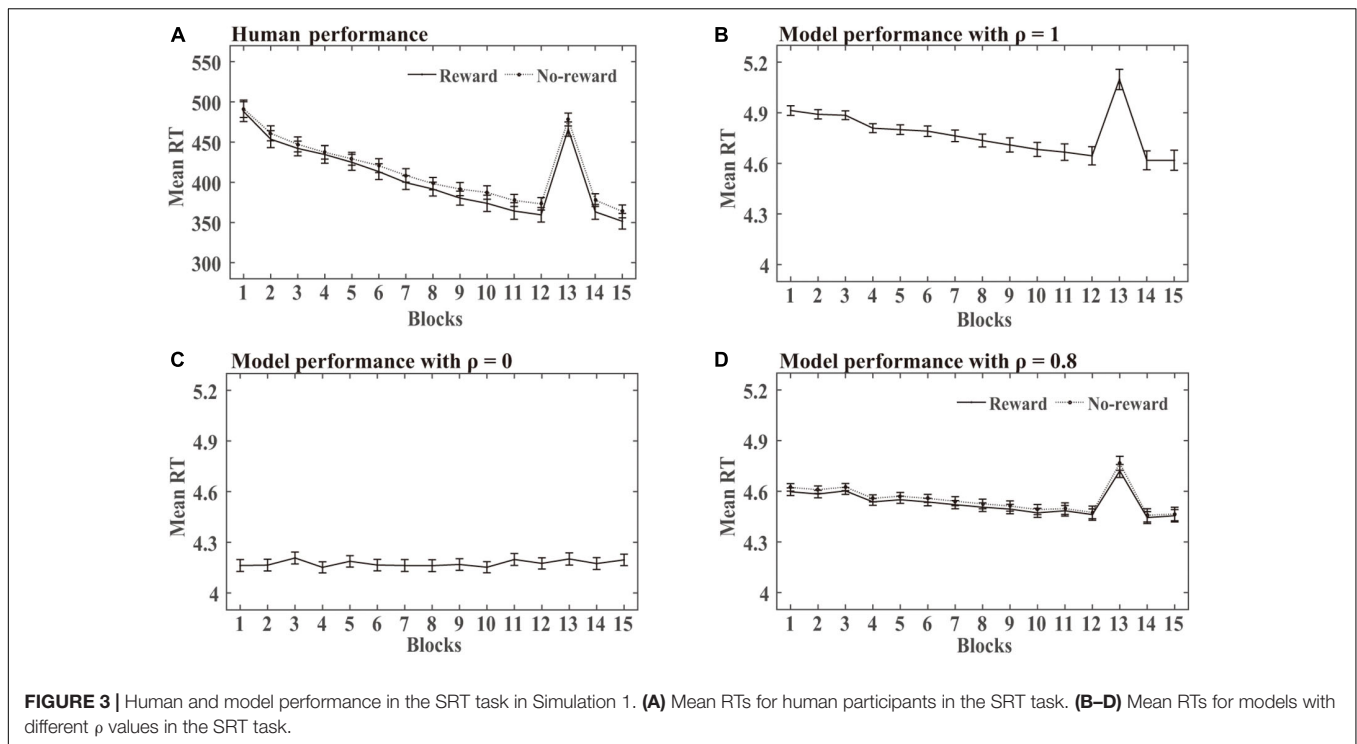 A Human performance
550
500
450
400
350
300
Mean RT
Reward No-reward
1 2 3 4 5 6 7 8 9 10 11 12 13 14 15
Blocks
B Model performance with ρ = 1
5.2
4.9
4.6
4.3
4
Mean RT
1 2 3 4 5 6 7 8 9 10 11 12 13 14 15
Blocks
C Model performance with ρ = 0
5.2
4.9
4.6
4.3
4
Mean RT
1 2 3 4 5 6 7 8 9 10 11 12 13 14 15
Blocks
D Model performance with ρ = 0.8
5.2
4.9
4.6
4.3
4
Mean RT
Reward No-reward
1 2 3 4 5 6 7 8 9 10 11 12 13 14 15
Blocks
FIGURE 3 | Human and model performance in the SRT task in Simulation 1. (A) Mean RTs for human participants in the SRT task. (B–D) Mean RTs for models with
different ρ values in the SRT task.